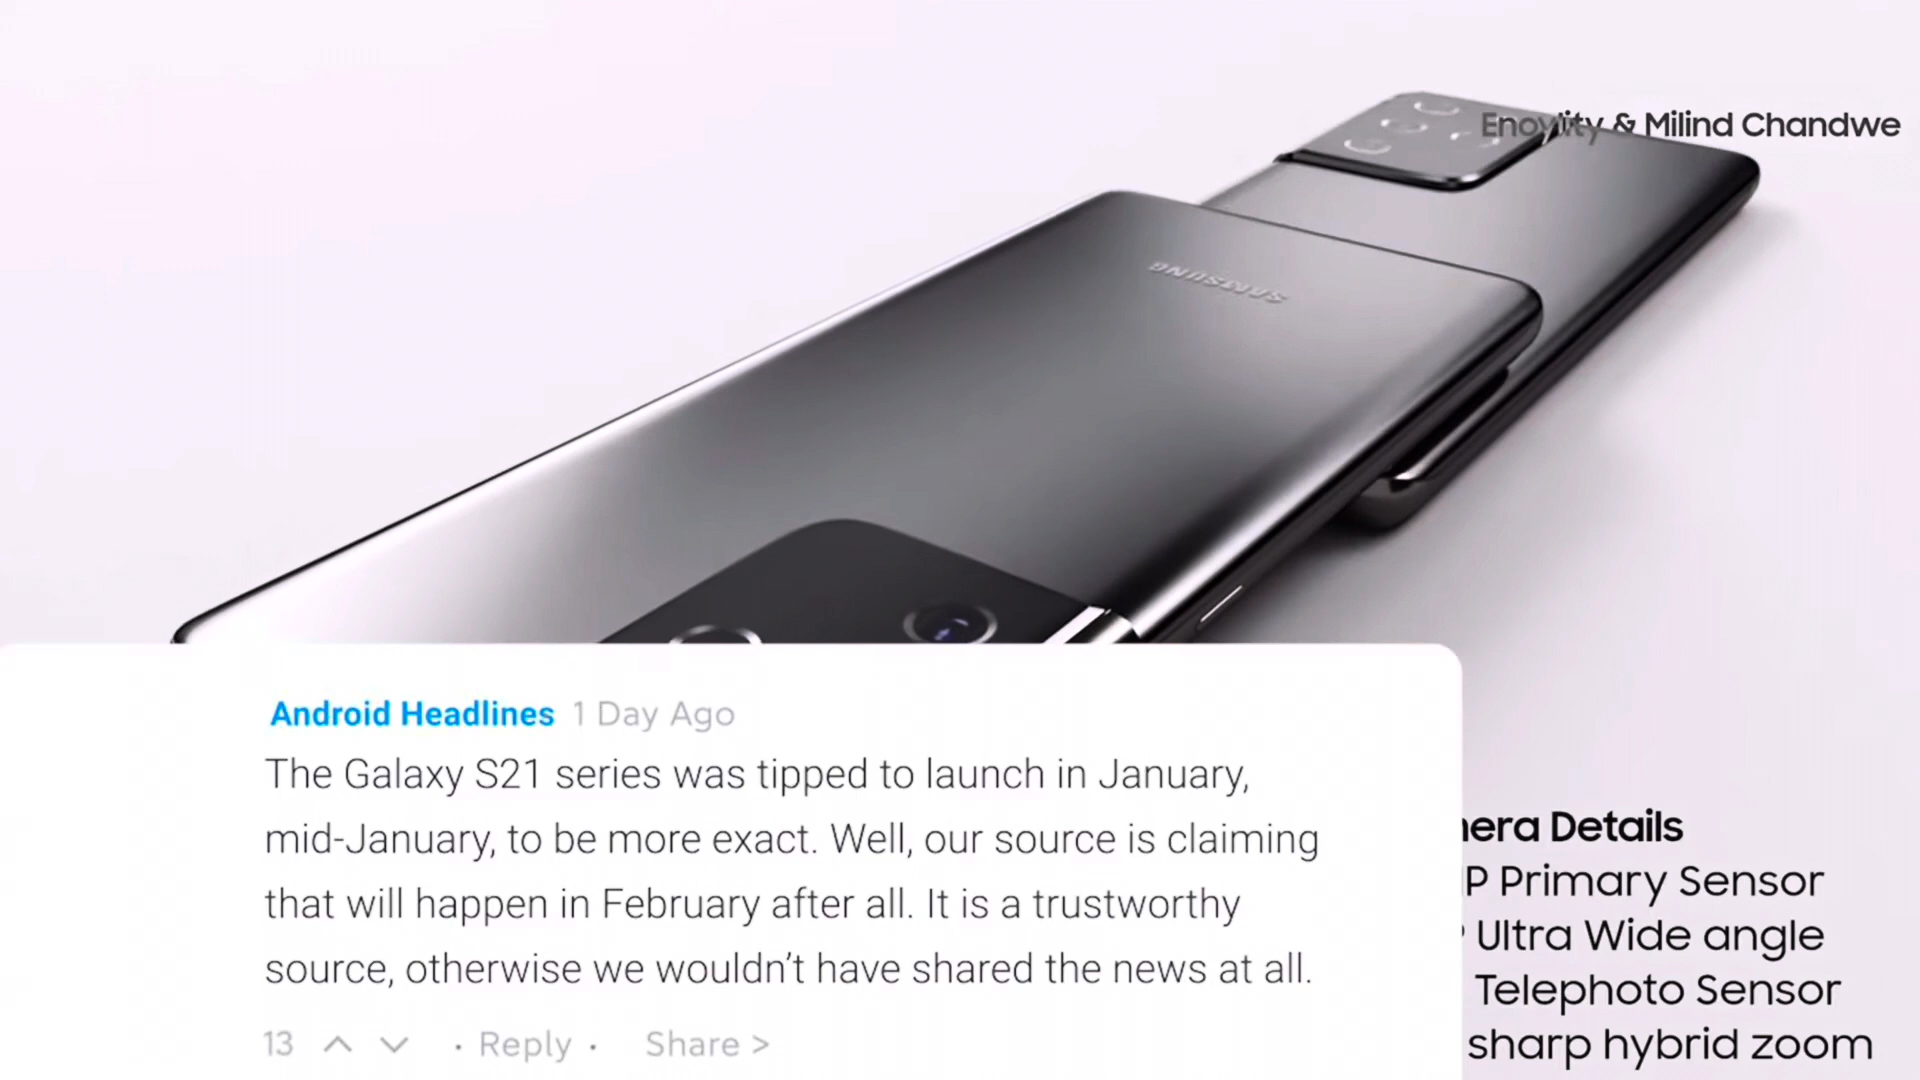 Enoylity & Milind Chandwe
SAMSUNG
Android Headlines 1 Day Ago
The Galaxy S21 series was tipped to launch in January,
mid-January, to be more exact. Well, our source is claiming
that will happen in February after all. It is a trustworthy
source, otherwise we wouldn't have shared the news at all.
13 · Reply · Share >
Details
P Primary Sensor
Ultra Wide angle
Telephoto Sensor
sharp hybrid zoom